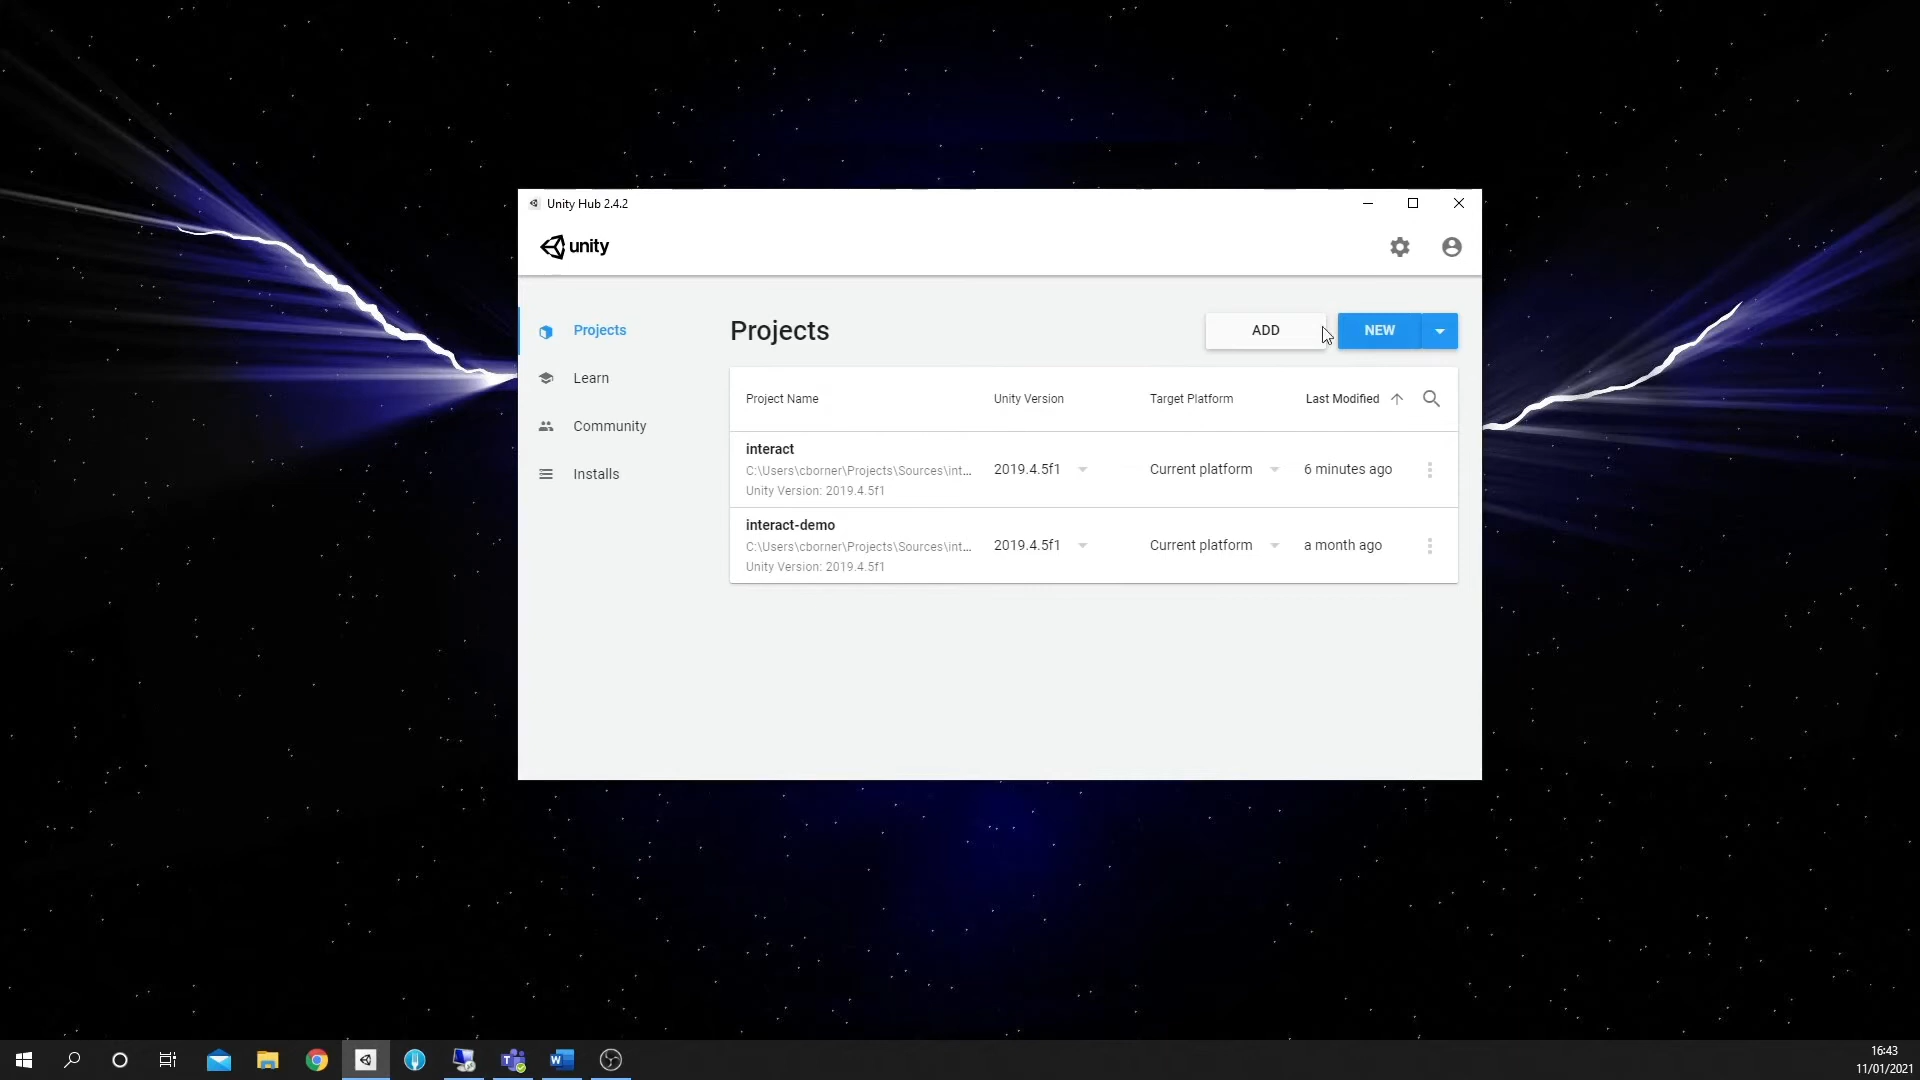 Unity Hub 2.4.2
unity
Projects
Learn
Community
Installs
Projects
ADD
NEW
Project Name
Unity Version
Target Platform
Last Modified
interact
C:\Users\cborner\Projects\Sources\int...
Unity Version: 2019.4.5f1
2019.4.5f1
Current platform
6 minutes ago
interact-demo
C:\Users\cborner\Projects\Sources\int...
Unity Version: 2019.4.5f1
2019.4.5f1
Current platform
a month ago
16:43
11/01/2021